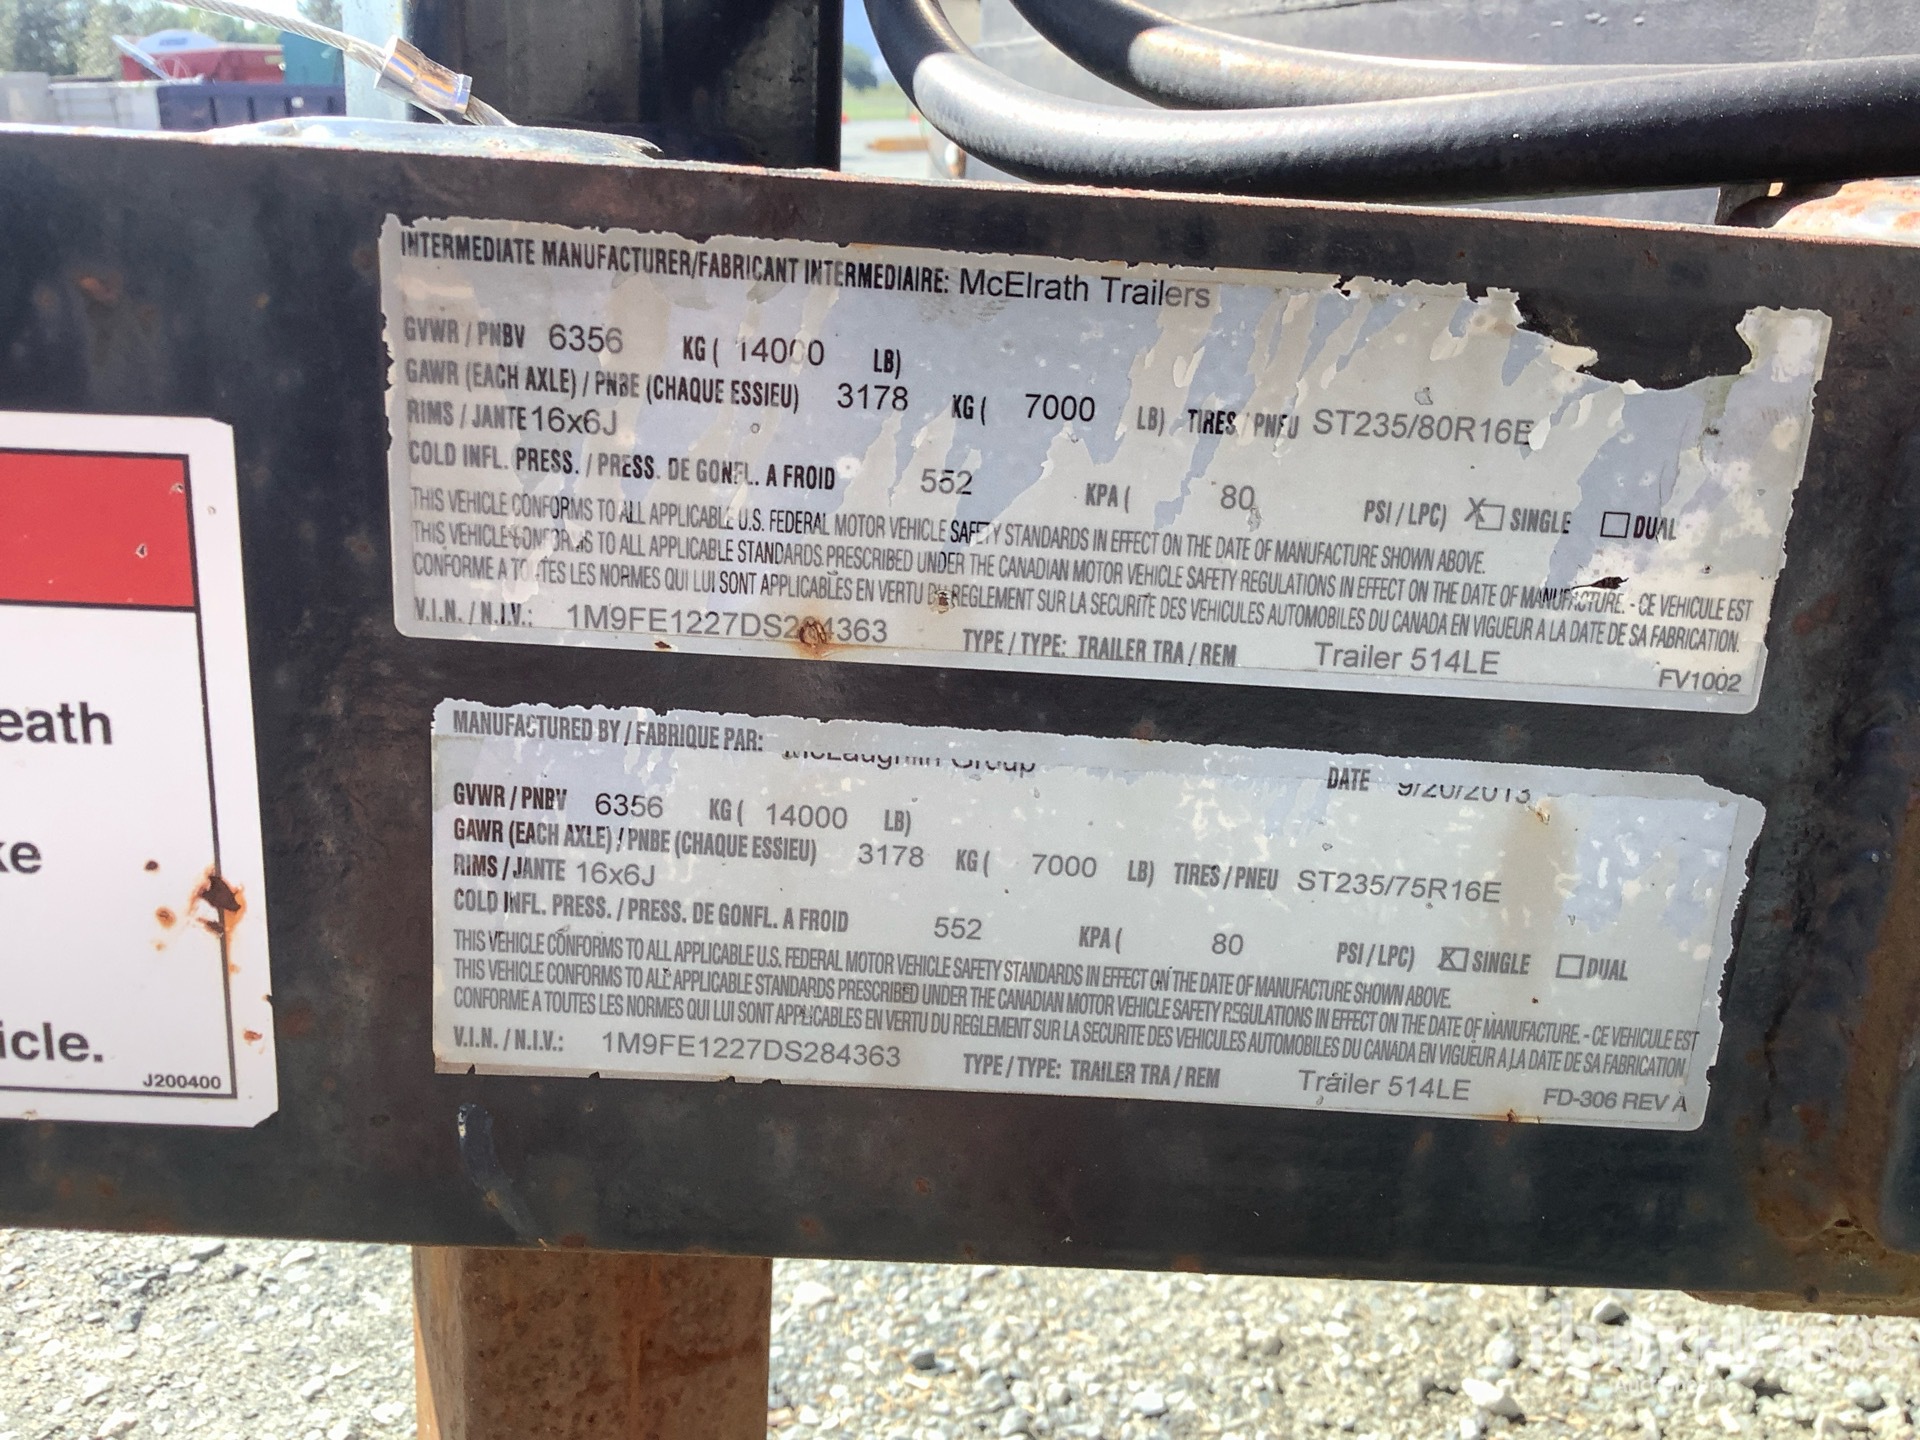 INTERMEDIATE MANUFACTURER/FABRICANT INTERMEDIAIRE: McElrath Trailers
GVWR / PNBV 6356 KG ( 14000 LB)
GAWR (EACH AXLE) / PNBE (CHAQUE ESSIEU) 3178 KG ( 7000 LB) TIRES / PNEU ST235/80R16E
RIMS / JANTE 16x6J
COLD INFL. PRESS. / PRESS. DE GONFL. A FROID 552 KPA ( 80 PSI / LPC) X SINGLE DUAL
THIS VEHICLE CONFORMS TO ALL APPLICABLE U.S. FEDERAL MOTOR VEHICLE SAFETY STANDARDS IN EFFECT ON THE DATE OF MANUFACTURE SHOWN ABOVE.
THIS VEHICLE CONFORMS TO ALL APPLICABLE STANDARDS PRESCRIBED UNDER THE CANADIAN MOTOR VEHICLE SAFETY REGULATIONS IN EFFECT ON THE DATE OF MANUFACTURE. - CE VEHICULE EST
CONFORME A TOUTES LES NORMES QUI LUI SONT APPLICABLES EN VERTU DU REGLEMENT SUR LA SECURITE DES VEHICULES AUTOMOBILES DU CANADA EN VIGUEUR A LA DATE DE SA FABRICATION.
V.I.N. / N.I.V.: 1M9FE1227DS284363 TYPE / TYPE: TRAILER TRA / REM Trailer 514LE
FV1002
MANUFACTURED BY / FABRIQUE PAR: McLaughlin Group DATE 9/20/2013
GVWR / PNBV 6356 KG ( 14000 LB)
GAWR (EACH AXLE) / PNBE (CHAQUE ESSIEU) 3178 KG ( 7000 LB) TIRES / PNEU ST235/75R16E
RIMS / JANTE 16x6J
COLD INFL. PRESS. / PRESS. DE GONFL. A FROID 552 KPA ( 80 PSI / LPC) X SINGLE DUAL
THIS VEHICLE CONFORMS TO ALL APPLICABLE U.S. FEDERAL MOTOR VEHICLE SAFETY STANDARDS IN EFFECT ON THE DATE OF MANUFACTURE SHOWN ABOVE.
THIS VEHICLE CONFORMS TO ALL APPLICABLE STANDARDS PRESCRIBED UNDER THE CANADIAN MOTOR VEHICLE SAFETY REGULATIONS IN EFFECT ON THE DATE OF MANUFACTURE. - CE VEHICULE EST
CONFORME A TOUTES LES NORMES QUI LUI SONT APPLICABLES EN VERTU DU REGLEMENT SUR LA SECURITE DES VEHICULES AUTOMOBILES DU CANADA EN VIGUEUR A LA DATE DE SA FABRICATION.
V.I.N. / N.I.V.: 1M9FE1227DS284363 TYPE / TYPE: TRAILER TRA / REM Trailer 514LE FD-306 REV A
eath
ke
icle.
J200400